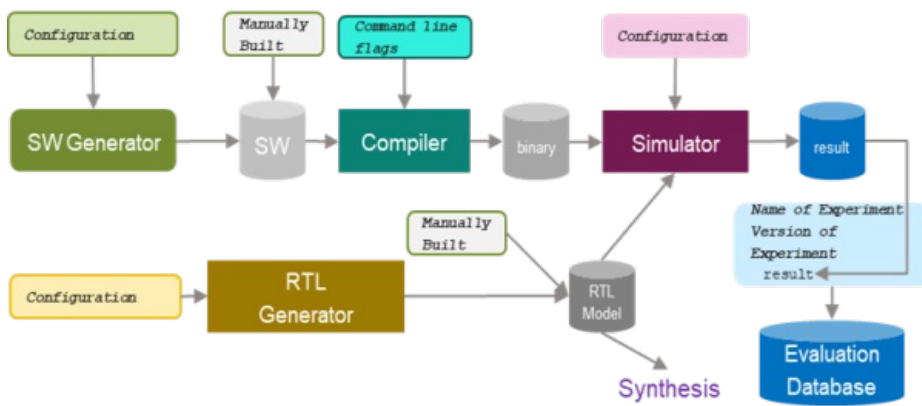 Configuration
Manually
Built
Command line
flags
Configuration
SW Generator
SW
Compiler
binary
Simulator
result
Manually
Built
Name of Experiment
Version of
Experiment
result
Configuration
RTL
Generator
RTL
Model
Synthesis
Evaluation
Database